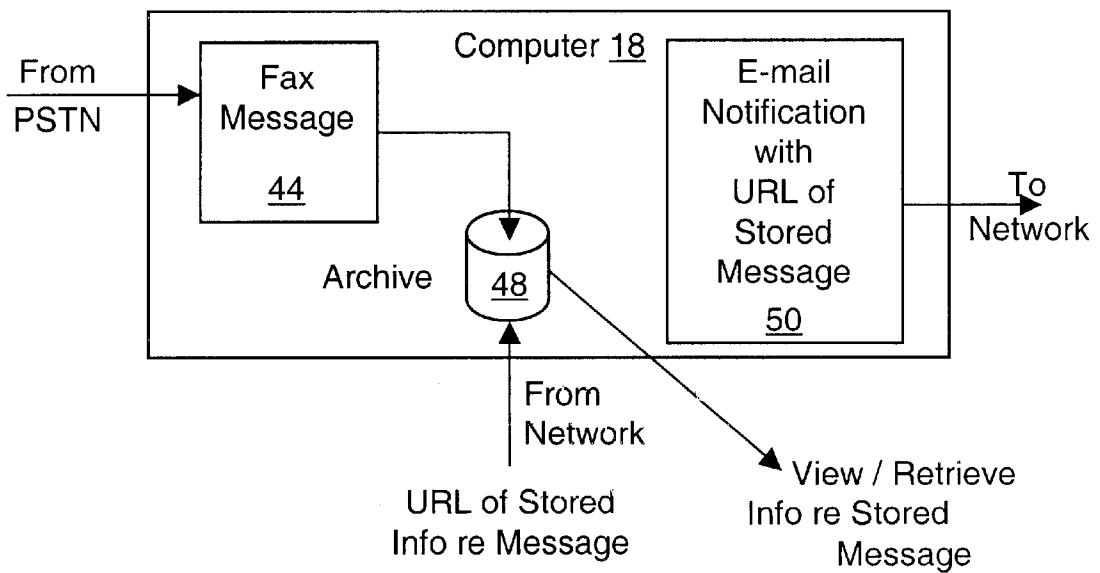 From
PSTN
Fax
Message
44
Computer 18
E-mail
Notification
with
URL of
Stored
Message
50
To
Network
Archive
48
From
Network
URL of Stored
Info re Message
View / Retrieve
Info re Stored
Message